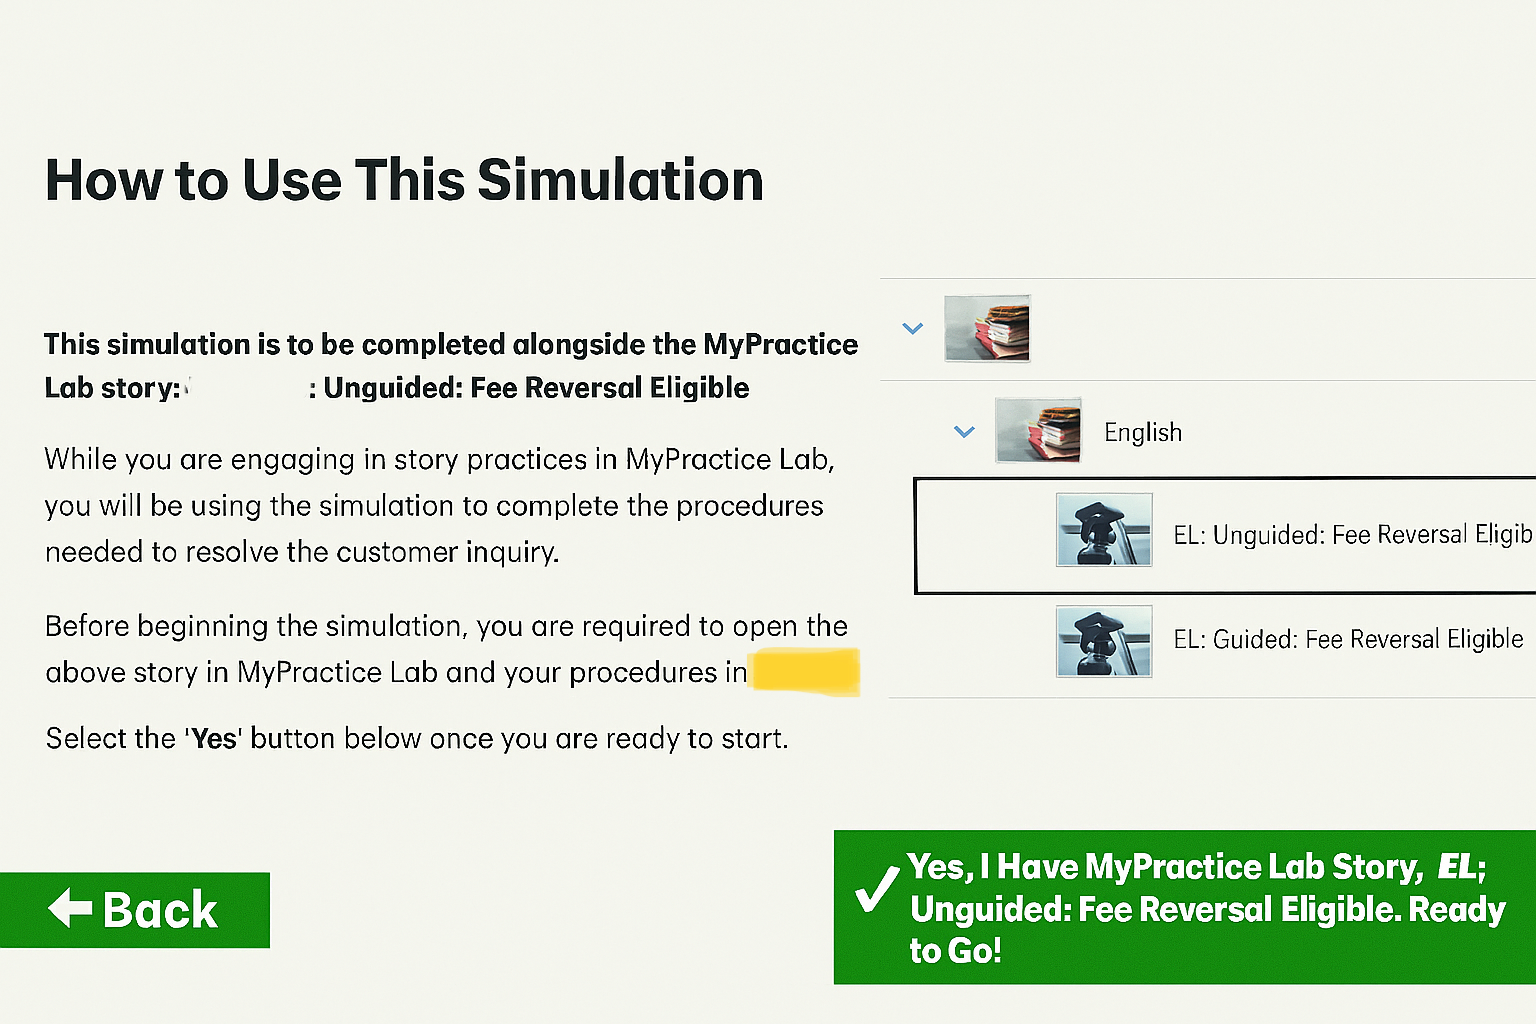 How to Use This Simulation
This simulation is to be completed alongside the MyPractice
Lab story: : Unguided: Fee Reversal Eligible
While you are engaging in story practices in MyPractice Lab,
you will be using the simulation to complete the procedures
needed to resolve the customer inquiry.
Before beginning the simulation, you are required to open the
above story in MyPractice Lab and your procedures in
Select the 'Yes' button below once you are ready to start.
English
EL: Unguided: Fee Reversal Eligib
EL: Guided: Fee Reversal Eligible
Back
Yes, I Have MyPractice Lab Story, EL;
Unguided: Fee Reversal Eligible. Ready
to Go!